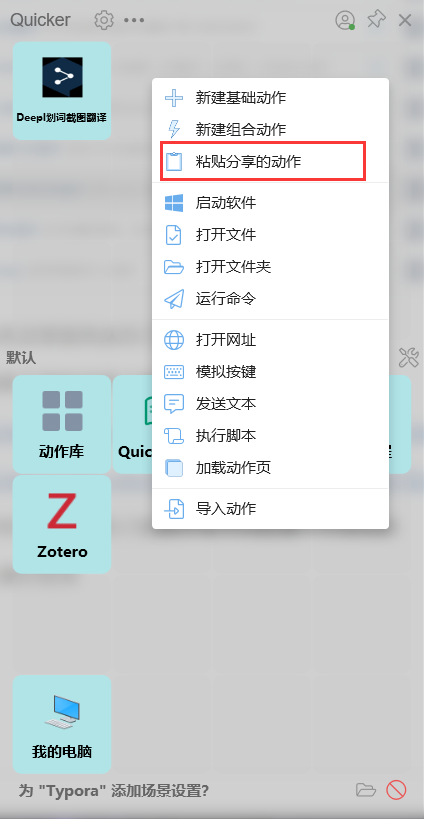 Quicker
Deepl划词截图翻译
新建基础动作
新建组合动作
粘贴分享的动作
启动软件
打开文件
打开文件夹
运行命令
打开网址
模拟按键
发送文本
执行脚本
加载动作页
导入动作
默认
动作库
Quic
Zotero
我的电脑
为 "Typora" 添加场景设置?